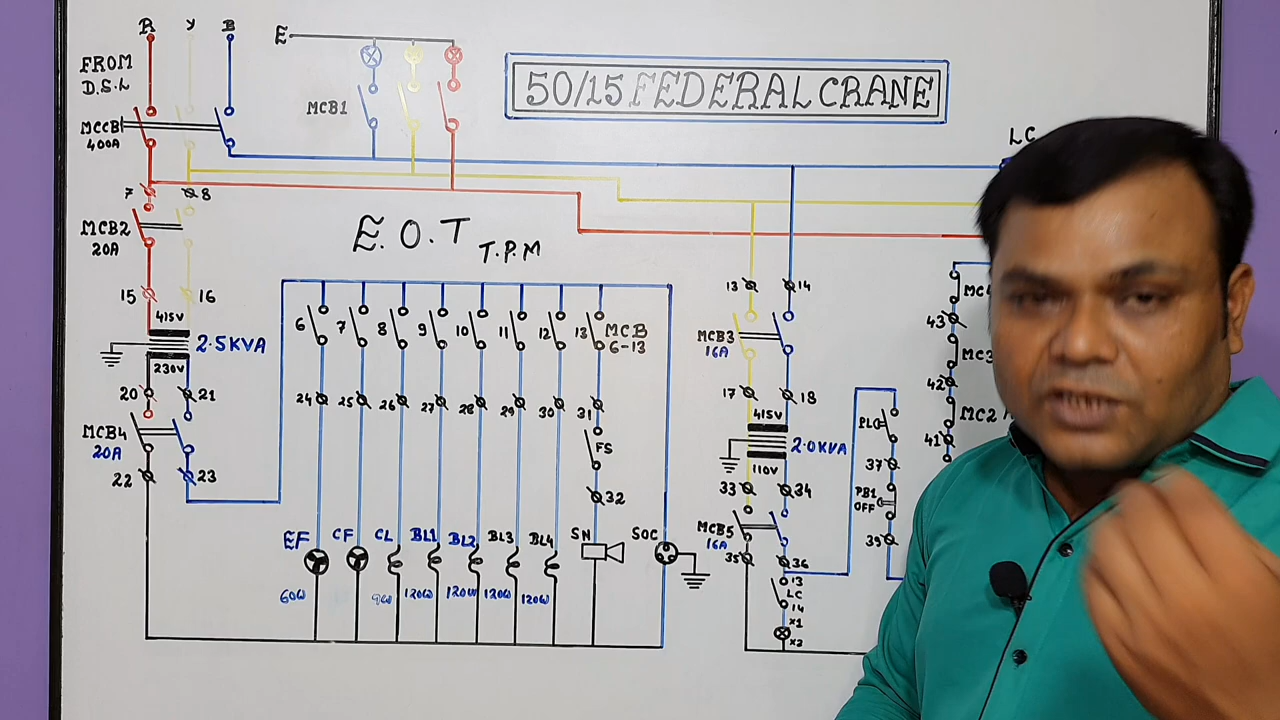 R Y B
E
FROM
D.S.L
MCCB
400A
MCB1
50/15 FEDERAL CRANE
LC
7 8
MCB2
20A
E.O.T
T.P.M
15 16
415V
2.5KVA
230V
20 21
MCB4
20A
22 23
6 7 8 9 10 11 12 13 MCB
6-13
24 25 26 27 28 29 30 31
FS
32
EF CF CL BL1 BL2 BL3 BL4 SN SOC
60W 9W 120W 120W 120W 120W
13 14
MCB3
16A
17 18
415V
2.0KVA
110V
33 34
MCB5
16A
35 36
13
LC
14
X1
X2
PL
37
PB1
OFF
39
43
MC3
42
MC2
41